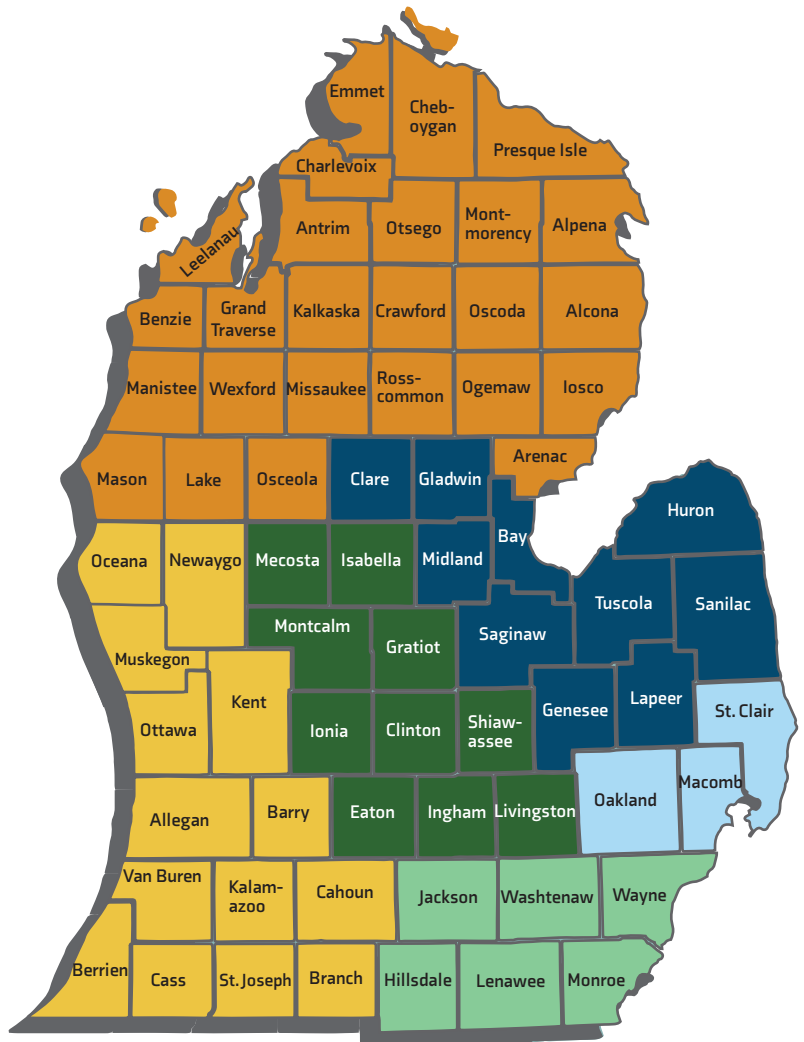 Emmet
Cheb-
oygan
Presque Isle
Charlevoix
Antrim
Otsego
Mont-
morency
Alpena
Leelanau
Benzie
Grand
Traverse
Kalkaska
Crawford
Oscoda
Alcona
Manistee
Wexford
Missaukee
Ross-
common
Ogemaw
Iosco
Mason
Lake
Osceola
Clare
Gladwin
Arenac
Huron
Oceana
Newaygo
Mecosta
Isabella
Midland
Bay
Tuscola
Sanilac
Muskegon
Montcalm
Gratiot
Saginaw
Ottawa
Kent
Ionia
Clinton
Shiaw-
assee
Genesee
Lapeer
St. Clair
Allegan
Barry
Eaton
Ingham
Livingston
Oakland
Macomb
Van Buren
Kalam-
azoo
Cahoun
Jackson
Washtenaw
Wayne
Berrien
Cass
St. Joseph
Branch
Hillsdale
Lenawee
Monroe